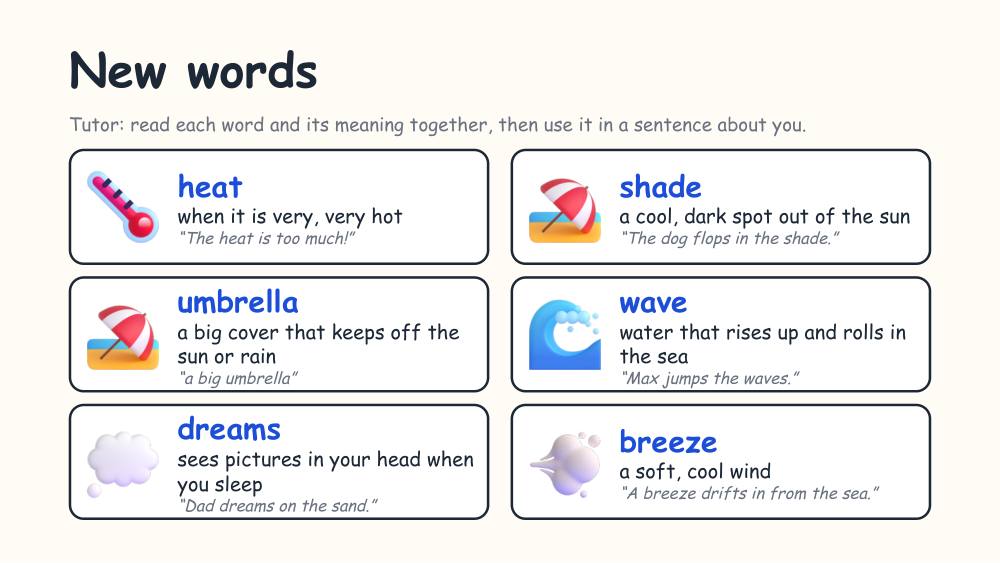 New words
Tutor: read each word and its meaning together, then use it in a sentence about you.
heat
when it is very, very hot
“The heat is too much!”
shade
a cool, dark spot out of the sun
“The dog flops in the shade.”
umbrella
a big cover that keeps off the
sun or rain
“a big umbrella”
wave
water that rises up and rolls in
the sea
“Max jumps the waves.”
dreams
sees pictures in your head when
you sleep
“Dad dreams on the sand.”
breeze
a soft, cool wind
“A breeze drifts in from the sea.”